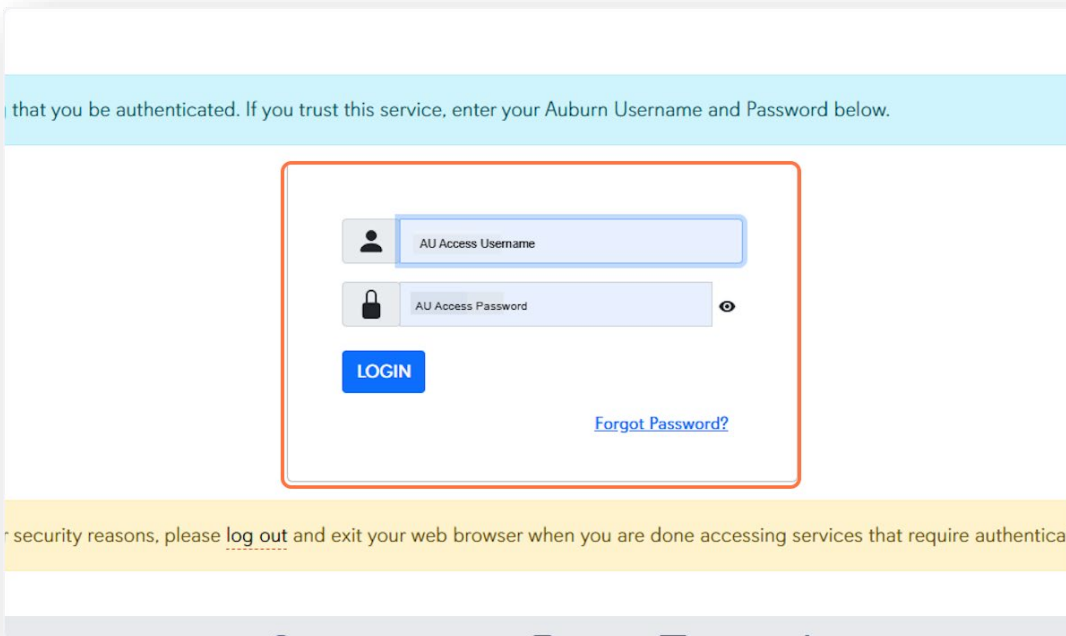 that you be authenticated. If you trust this service, enter your Auburn Username and Password below.
AU Access Username
AU Access Password
LOGIN
Forgot Password?
security reasons, please log out and exit your web browser when you are done accessing services that require